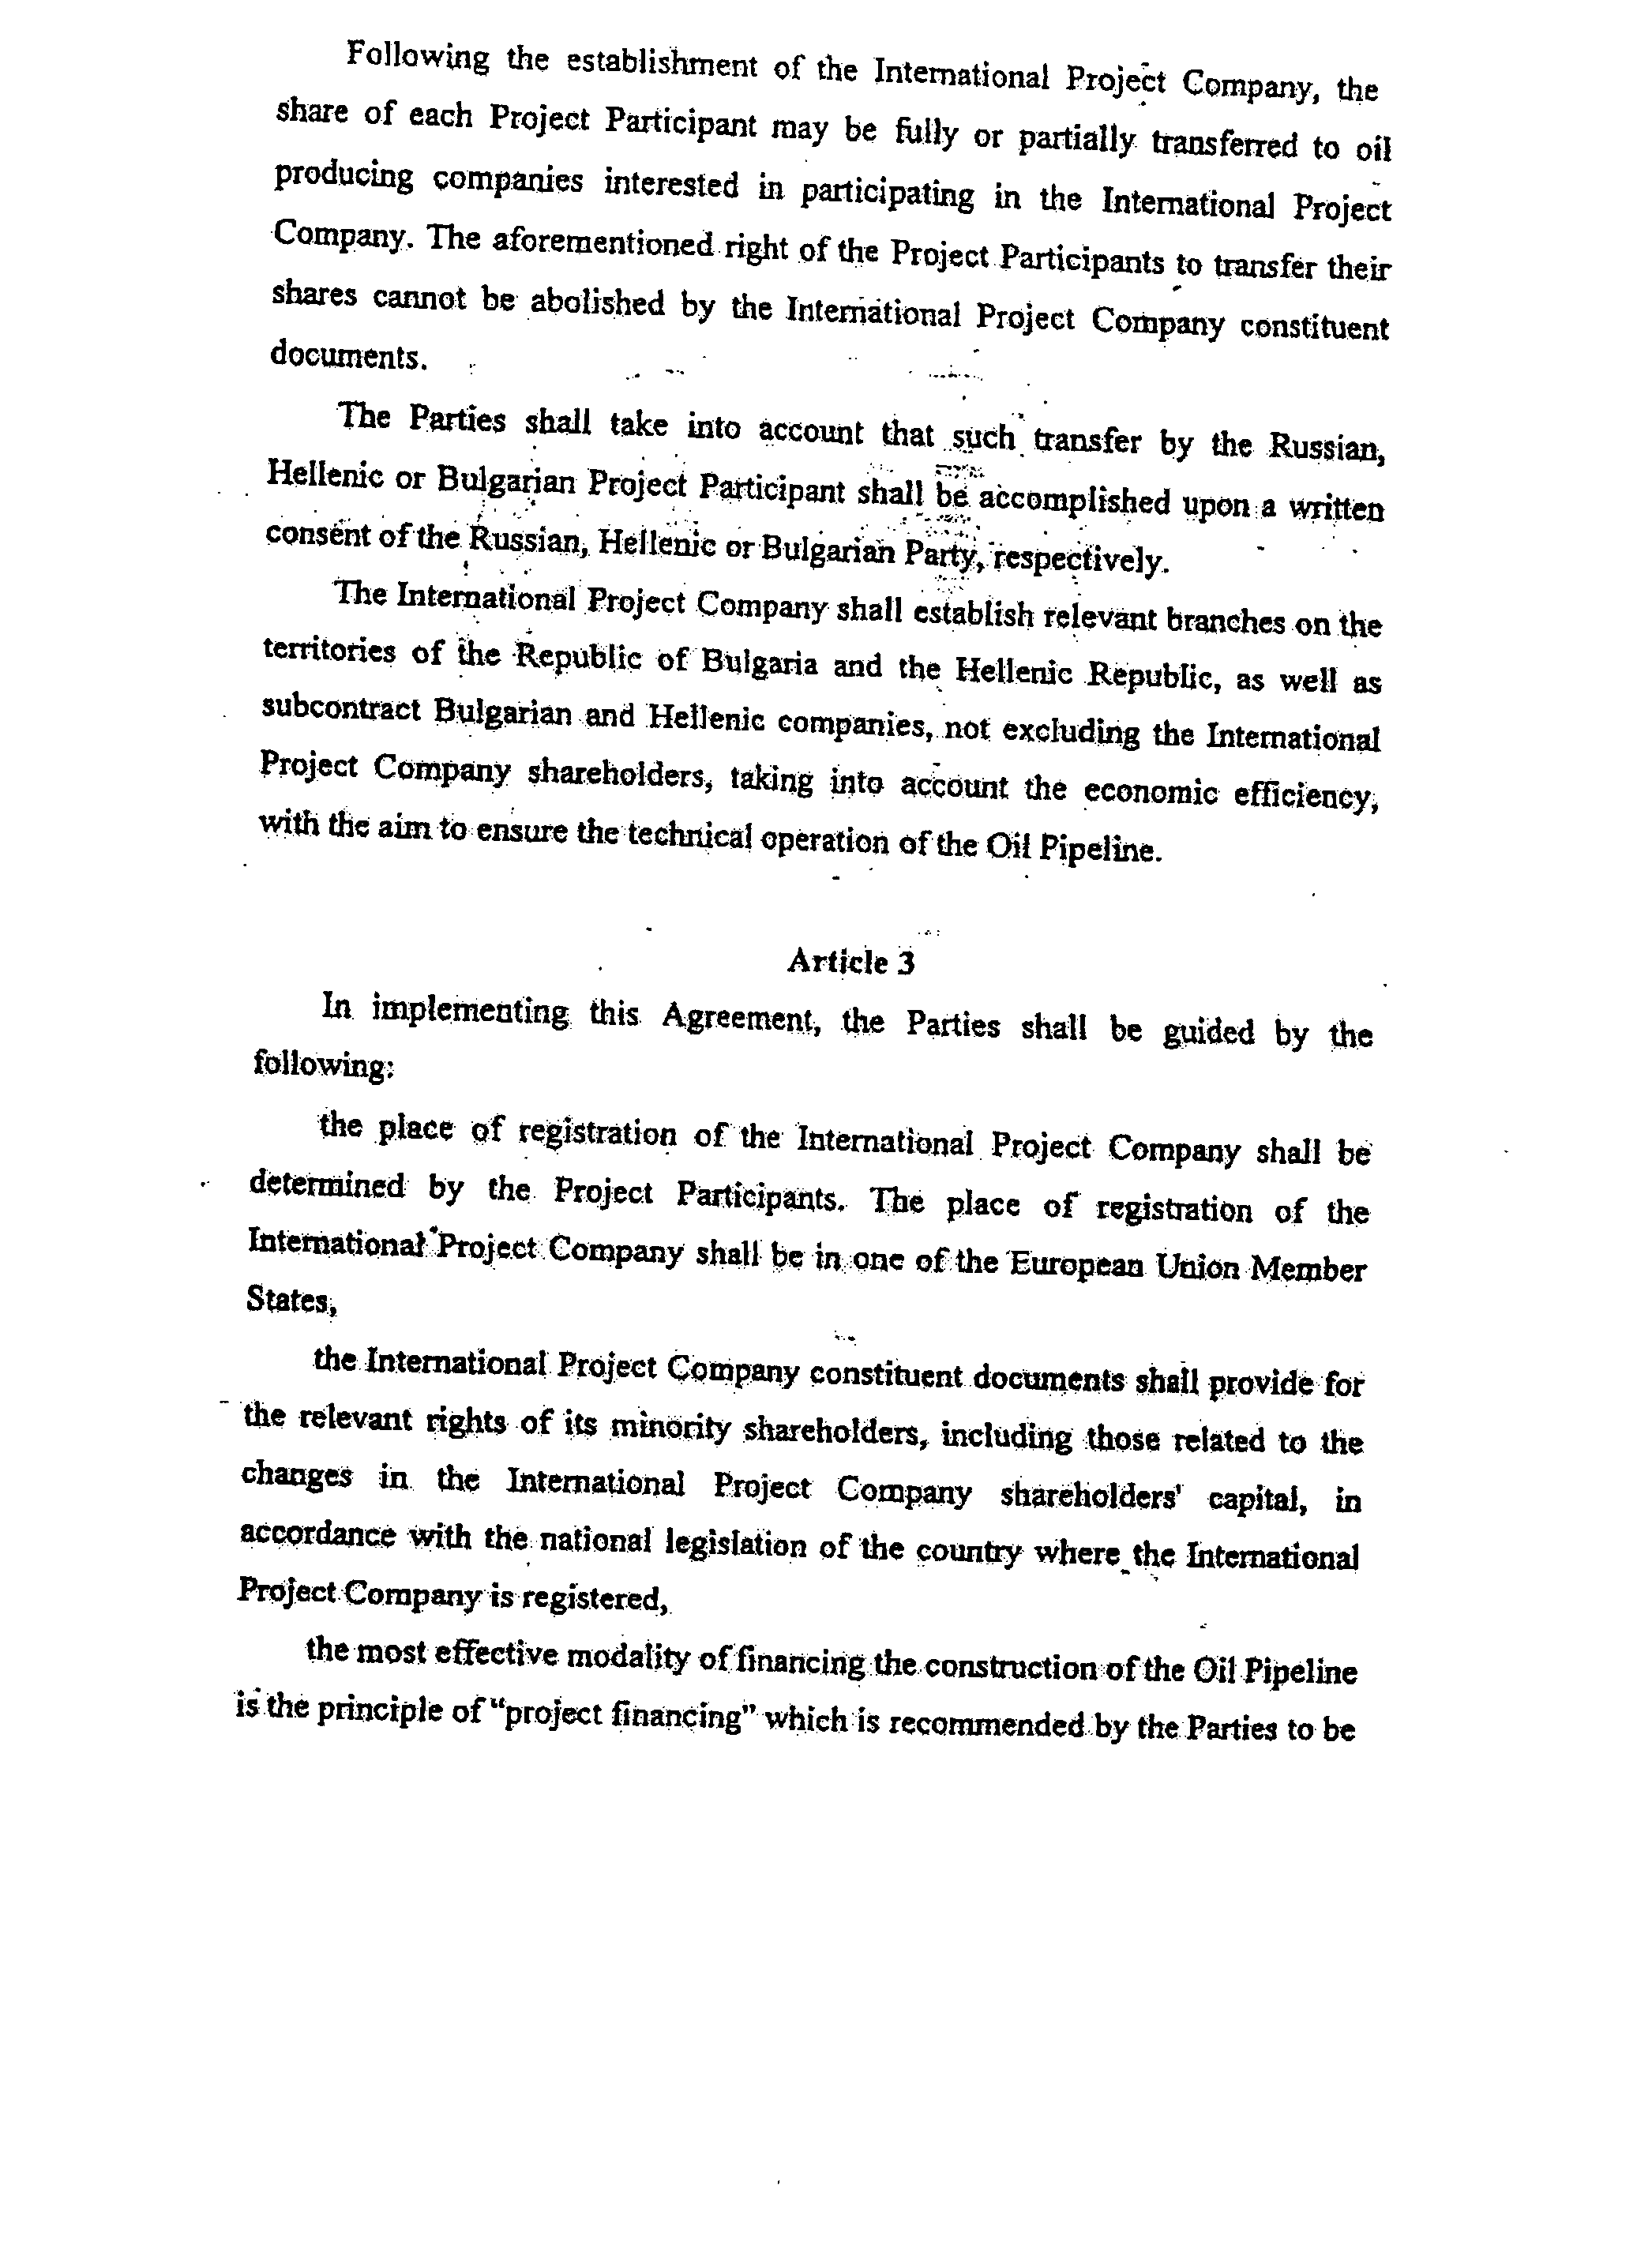 Following the establishment of the International Project Company, the
share of each Project Participant may be fully or partially transferred to oil
producing companies interested in participating in the International Project
Company. The aforementioned right of the Project Participants to transfer their
shares cannot be abolished by the International Project Company constituent
documents.
The Parties shall take into account that such transfer by the Russian,
Hellenic or Bulgarian Project Participant shall be accomplished upon a written
consent of the Russian, Hellenic or Bulgarian Party, respectively.
The International Project Company shall establish relevant branches on the
territories of the Republic of Bulgaria and the Hellenic Republic, as well as
subcontract Bulgarian and Hellenic companies, not excluding the International
Project Company shareholders, taking into account the economic efficiency,
with the aim to ensure the technical operation of the Oil Pipeline.
Article 3
In implementing this Agreement, the Parties shall be guided by the
following:
the place of registration of the International Project Company shall be
determined by the Project Participants. The place of registration of the
International Project Company shall be in one of the European Union Member
States,
the International Project Company constituent documents shall provide for
the relevant rights of its minority shareholders, including those related to the
changes in the International Project Company shareholders' capital, in
accordance with the national legislation of the country where the International
Project Company is registered,
the most effective modality of financing the construction of the Oil Pipeline
is the principle of “project financing” which is recommended by the Parties to be